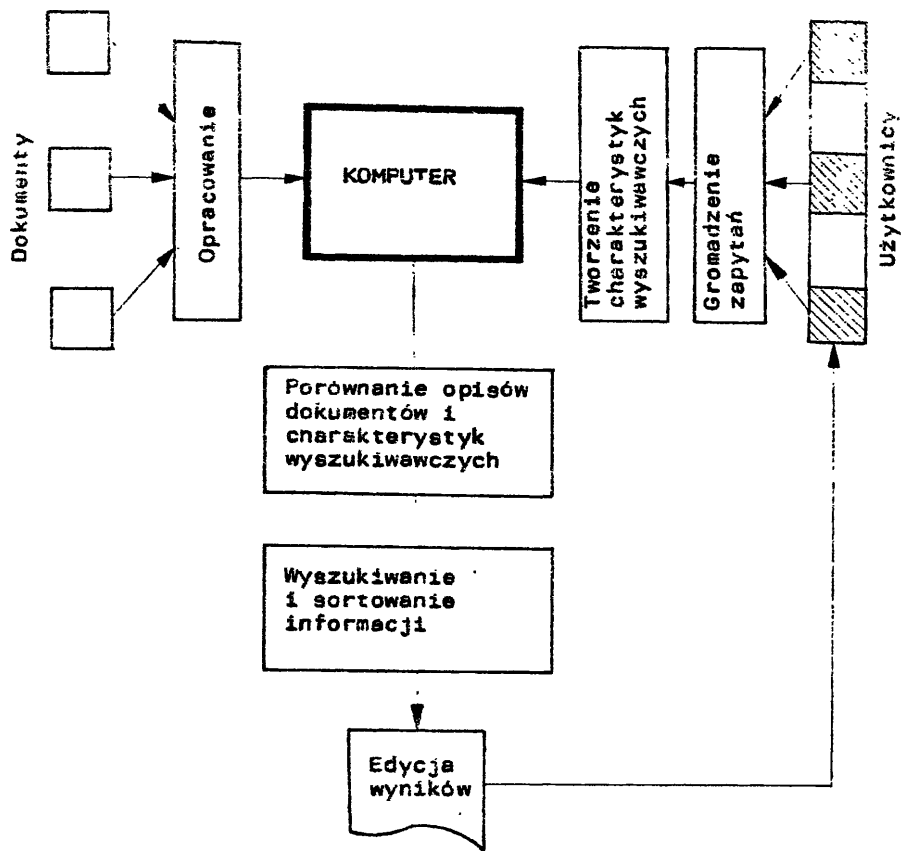 Dokumenty
Opracowanie
KOMPUTER
Tworzenie
charakterystyk
wyszukiwawczych
Gromadzenie
zapytań
Użytkownicy
Porównanie opisów
dokumentów i
charakterystyk
wyszukiwawczych
Wyszukiwanie
i sortowanie
informacji
Edycja
wyników